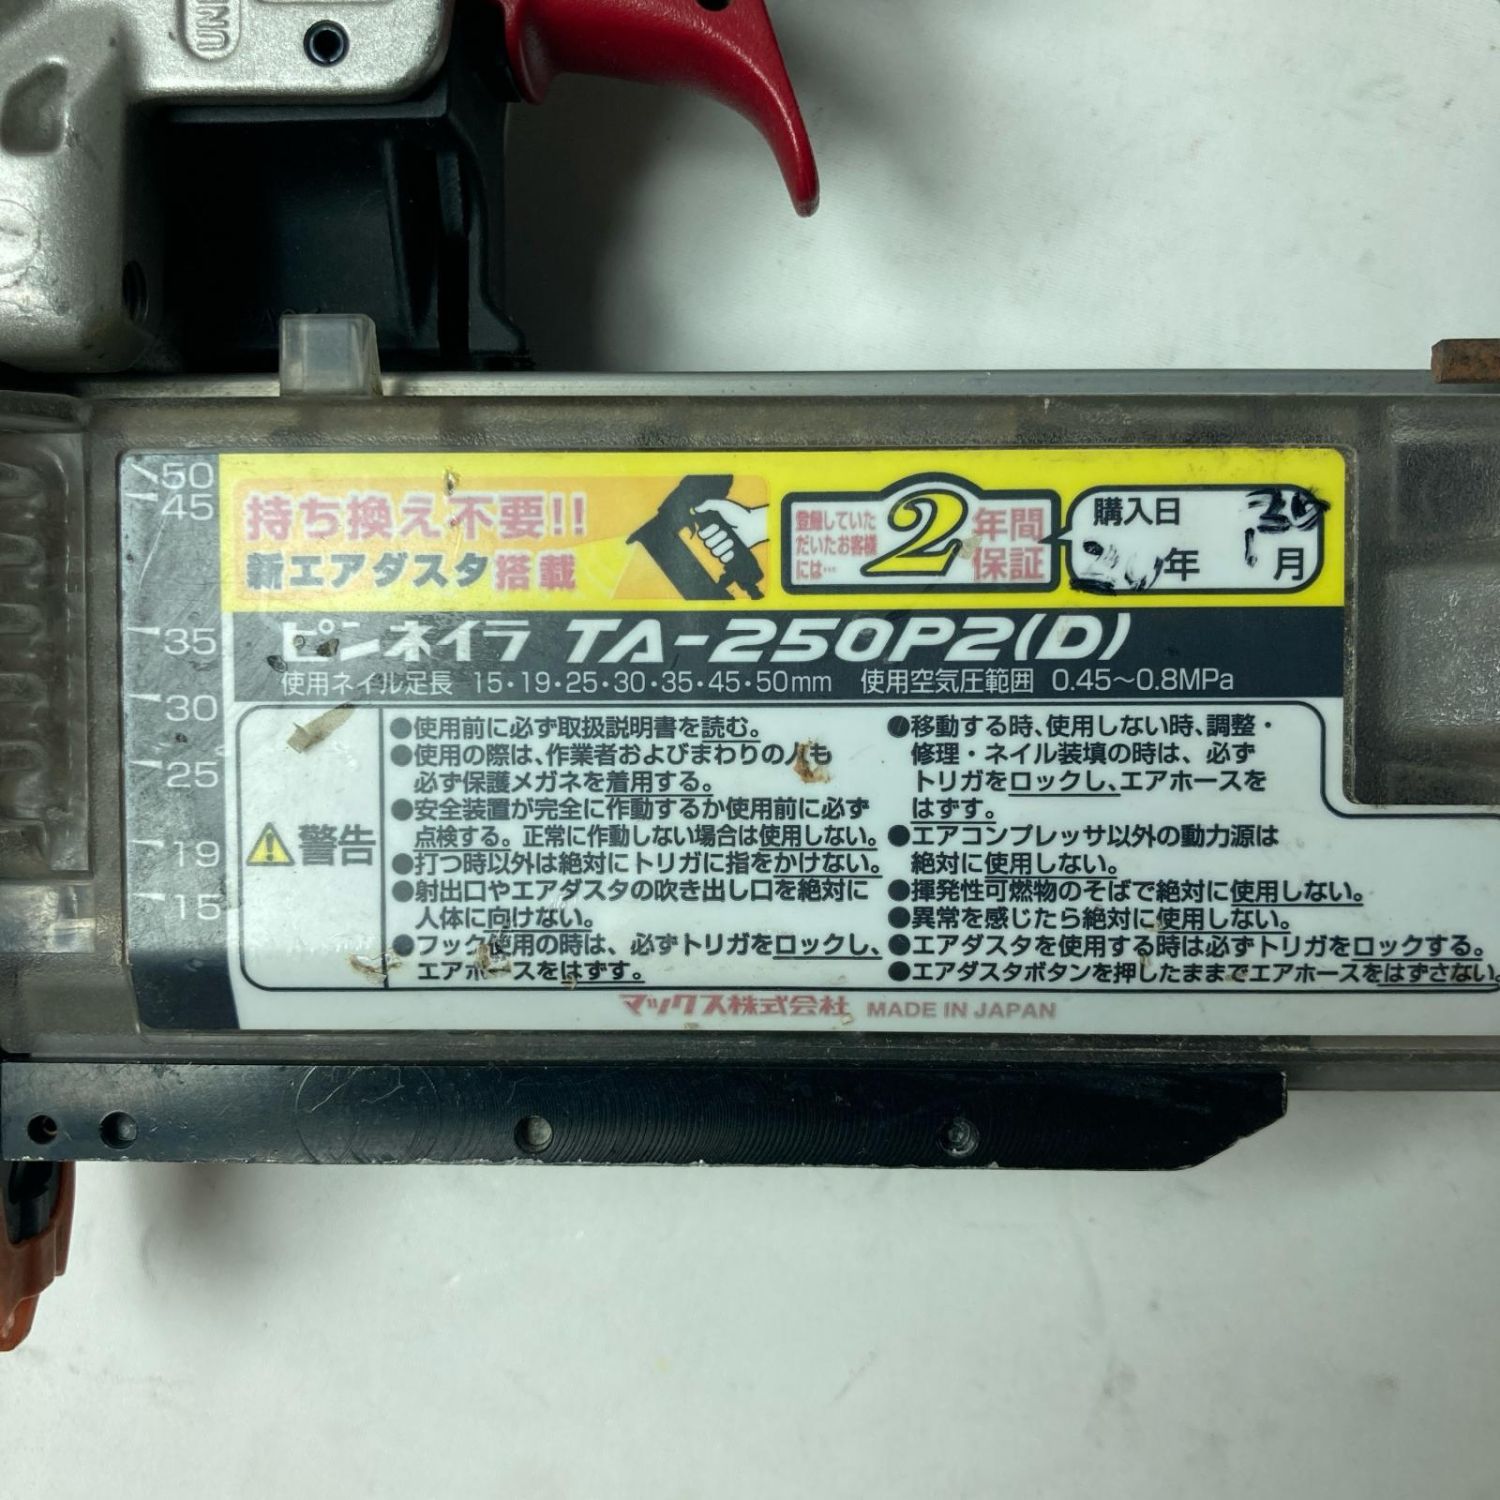 50
45
35
30
25
19
15
持ち換え不要!!
新エアダスタ搭載
登録していた
だいたお客様
には…
2年間
保証
購入日
年 1 月
ピンネイラ TA-250P2(D)
使用ネイル足長 15・19・25・30・35・45・50mm 使用空気圧範囲 0.45〜0.8MPa
警告
●使用前に必ず取扱説明書を読む。
●使用の際は、作業者およびまわりの人も
必ず保護メガネを着用する。
●安全装置が完全に作動するか使用前に必ず
点検する。正常に作動しない場合は使用しない。
●打つ時以外は絶対にトリガに指をかけない。
●射出口やエアダスタの吹き出し口を絶対に
人体に向けない。
●フック使用の時は、必ずトリガをロックし、
エアホースをはずす。
●移動する時、使用しない時、調整・
修理・ネイル装填の時は、必ず
トリガをロックし、エアホースを
はずす。
●エアコンプレッサ以外の動力源は
絶対に使用しない。
●揮発性可燃物のそばで絶対に使用しない。
●異常を感じたら絶対に使用しない。
●エアダスタを使用する時は必ずトリガをロックする。
●エアダスタボタンを押したままでエアホースをはずさない。
マックス株式会社 MADE IN JAPAN